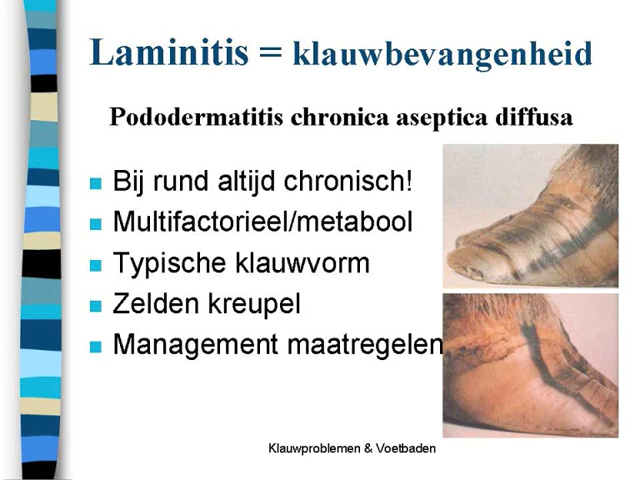 Laminitis = klauwbevangenheid
Pododermatitis chronica aseptica diffusa
Bij rund altijd chronisch!
Multifactorieel/metabool
Typische klauwvorm
Zelden kreupel
Management maatregelen
Klauwproblemen & Voetbaden